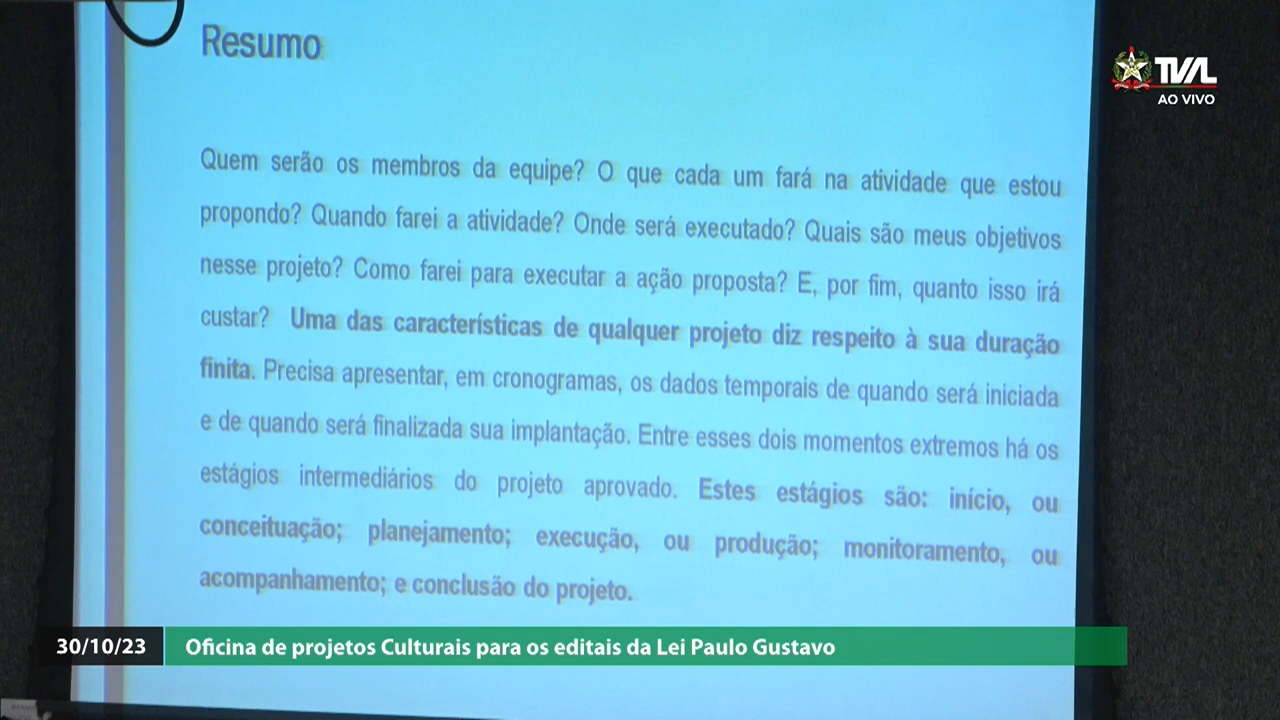 Resumo
Quem serão os membros da equipe? O que cada um fará na atividade que estou
propondo? Quando farei a atividade? Onde será executado? Quais são meus objetivos
nesse projeto? Como farei para executar a ação proposta? E, por fim, quanto isso irá
custar? Uma das características de qualquer projeto diz respeito à sua duração
finita. Precisa apresentar, em cronogramas, os dados temporais de quando será iniciada
e de quando será finalizada sua implantação. Entre esses dois momentos extremos há os
estágios intermediários do projeto aprovado. Estes estágios são: início, ou
conceituação; planejamento; execução, ou produção; monitoramento, ou
acompanhamento; e conclusão do projeto.
TVAL
AO VIVO
30/10/23
Oficina de projetos Culturais para os editais da Lei Paulo Gustavo